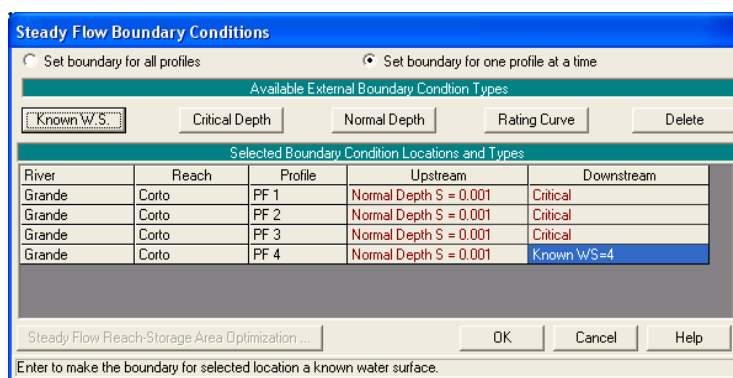 Steady Flow Boundary Conditions
Set boundary for all profiles Set boundary for one profile at a time
Available External Boundary Condtion Types
Known W.S. Critical Depth Normal Depth Rating Curve Delete
Selected Boundary Condition Locations and Types
River Reach Profile Upstream Downstream
Grande Corto PF 1 Normal Depth S = 0.001 Critical
Grande Corto PF 2 Normal Depth S = 0.001 Critical
Grande Corto PF 3 Normal Depth S = 0.001 Critical
Grande Corto PF 4 Normal Depth S = 0.001 Known WS=4
Steady Flow Reach-Storage Area Optimization ... OK Cancel Help
Enter to make the boundary for selected location a known water surface.